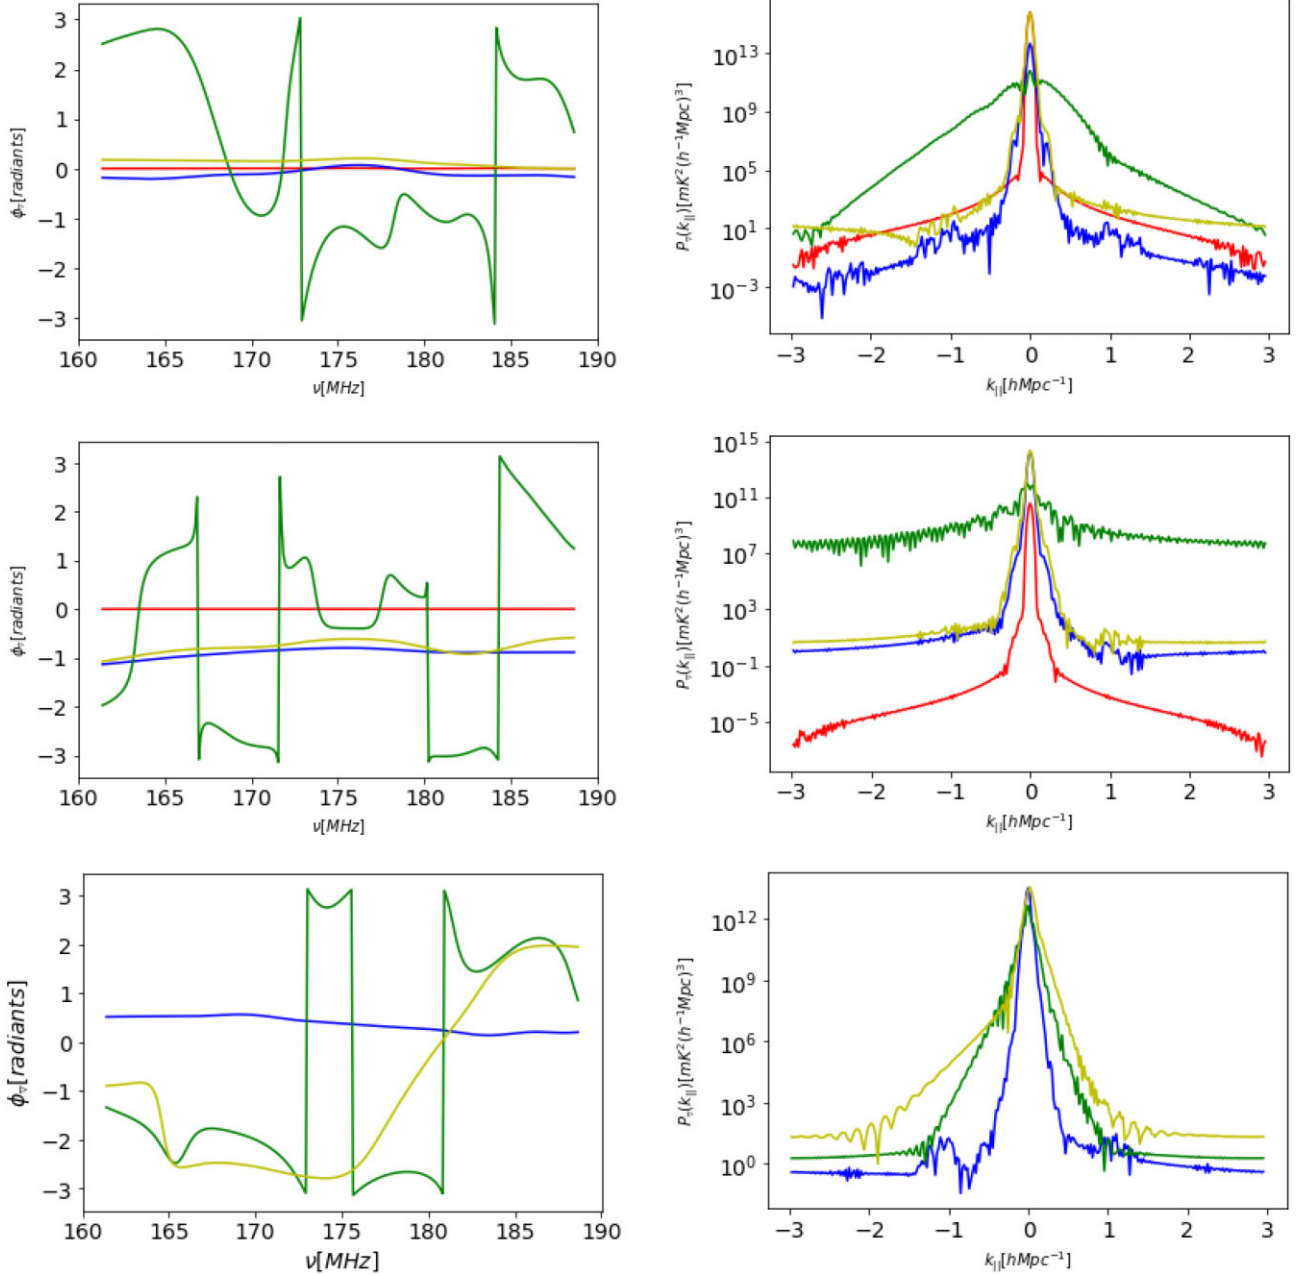 3
2
1
0
−1
−2
−3
160 165 170 175 180 185 190
ν[MHz]
ϕ▿[radiants]
10¹³
10⁹
10⁵
10¹
10⁻³
−3 −2 −1 0 1 2 3
k||[hMpc⁻¹]
P▿(k||)[mK²(h⁻¹Mpc)³]
3
2
1
0
−1
−2
−3
160 165 170 175 180 185 190
ν[MHz]
ϕ▿[radiants]
10¹⁵
10¹¹
10⁷
10³
10⁻¹
10⁻⁵
−3 −2 −1 0 1 2 3
k||[hMpc⁻¹]
P▿(k||)[mK²(h⁻¹Mpc)³]
3
2
1
0
−1
−2
−3
160 165 170 175 180 185 190
ν[MHz]
ϕ▿[radiants]
10¹²
10⁹
10⁶
10³
10⁰
−3 −2 −1 0 1 2 3
k||[hMpc⁻¹]
P▿(k||)[mK²(h⁻¹Mpc)³]